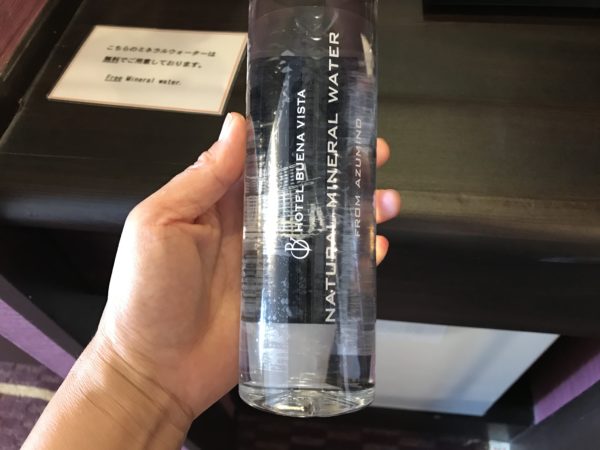 こちらのミネラルウォーターは
無料でご用意しております。
Free Mineral water.
HOTEL BUENA VISTA
NATURAL MINERAL WATER
FROM AZUMINO